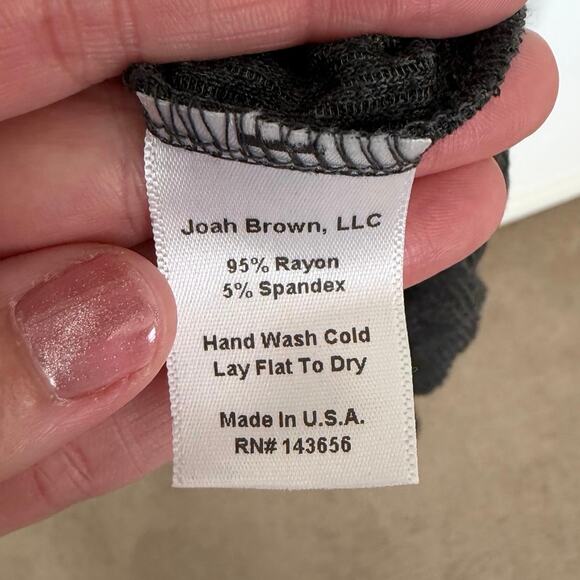 Joah Brown, LLC
95% Rayon
5% Spandex
Hand Wash Cold
Lay Flat To Dry
Made In U.S.A.
RN# 143656